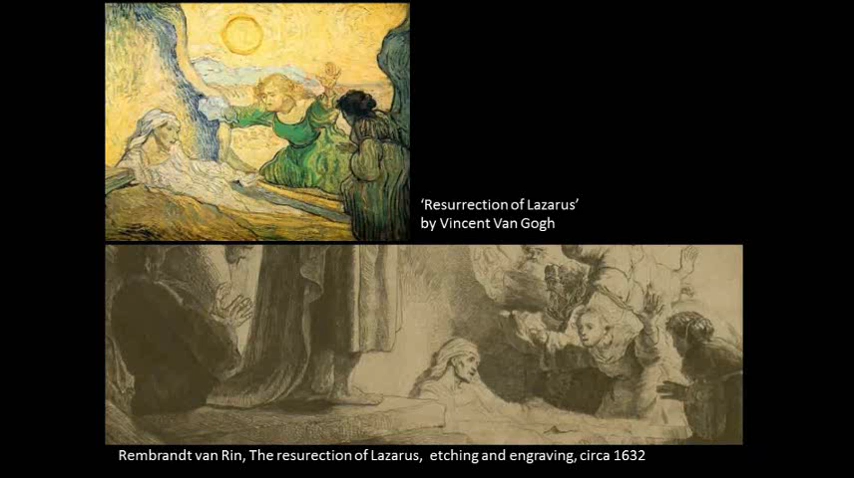 ‘Resurrection of Lazarus’
by Vincent Van Gogh
Rembrandt van Rin, The resurection of Lazarus, etching and engraving, circa 1632